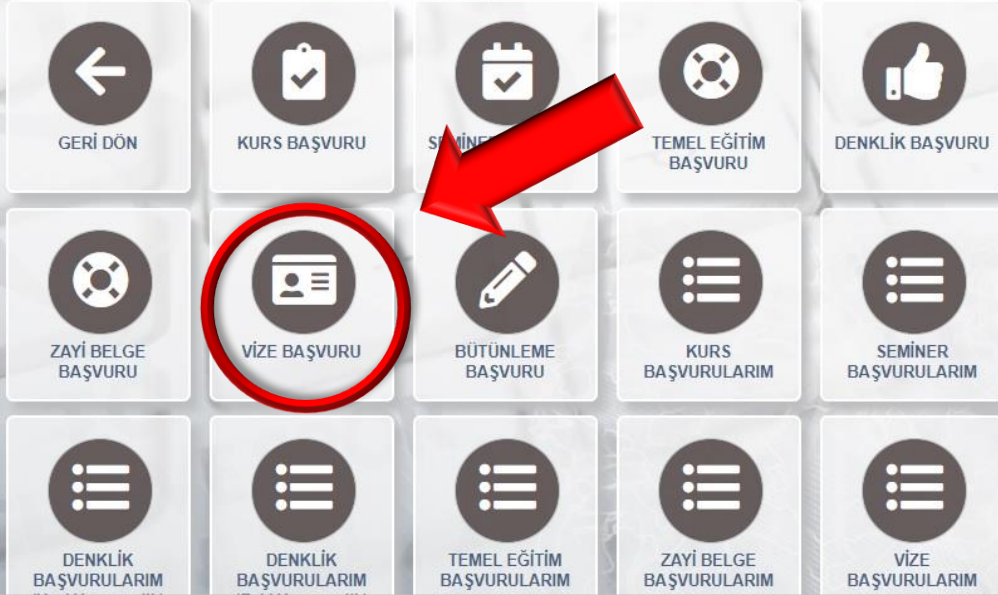 GERİ DÖN
KURS BAŞVURU
TEMEL EĞİTİM
BAŞVURU
DENKLİK BAŞVURU
ZAYİ BELGE
BAŞVURU
VİZE BAŞVURU
BÜTÜNLEME
BAŞVURU
KURS
BAŞVURULARIM
SEMİNER
BAŞVURULARIM
DENKLİK
BAŞVURULARIM
DENKLİK
BAŞVURULARIM
TEMEL EĞİTİM
BAŞVURULARIM
ZAYİ BELGE
BAŞVURULARIM
VİZE
BAŞVURULARIM